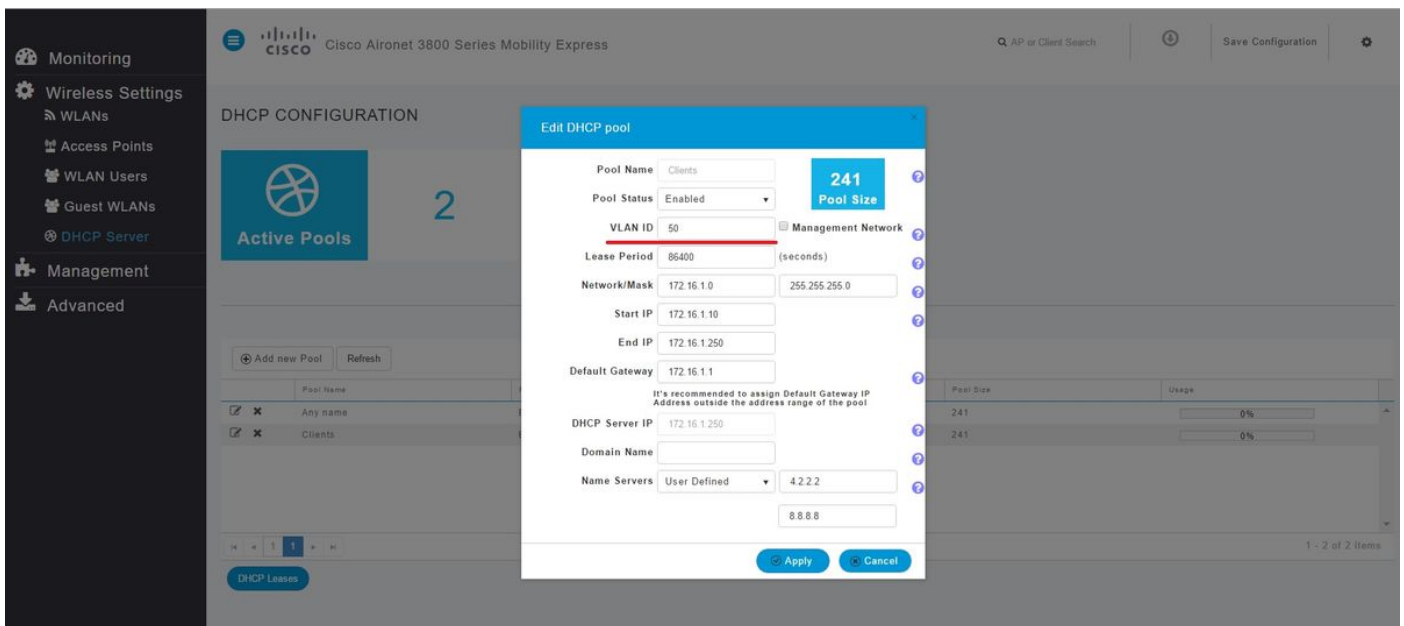 Monitoring
Wireless Settings
WLANs
Access Points
WLAN Users
Guest WLANs
DHCP Server
Management
Advanced
CISCO Cisco Aironet 3800 Series Mobility Express
AP or Client Search
Save Configuration
DHCP CONFIGURATION
Active Pools
2
Add new Pool Refresh
Pool Name Pool Size Usage
Any name 241 0%
Clients 241 0%
1 1
1 - 2 of 2 items
DHCP Leases
Edit DHCP pool
Pool Name Clients
241
Pool Size
Pool Status Enabled
VLAN ID 50 Management Network
Lease Period 86400 (seconds)
Network/Mask 172.16.1.0 255.255.255.0
Start IP 172.16.1.10
End IP 172.16.1.250
Default Gateway 172.16.1.1
It's recommended to assign Default Gateway IP
Address outside the address range of the pool
DHCP Server IP 172.16.1.250
Domain Name
Name Servers User Defined 4.2.2.2
8.8.8.8
Apply Cancel